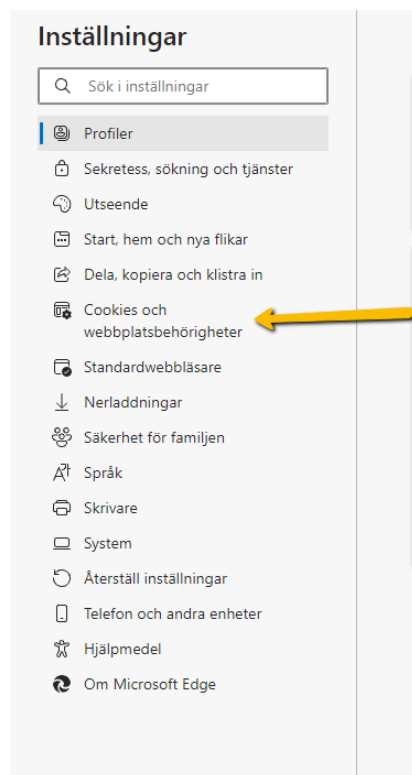 Inställningar
Sök i inställningar
Profiler
Sekretess, sökning och tjänster
Utseende
Start, hem och nya flikar
Dela, kopiera och klistra in
Cookies och
webbplatsbehörigheter
Standardwebbläsare
Nerladdningar
Säkerhet för familjen
Språk
Skrivare
System
Återställ inställningar
Telefon och andra enheter
Hjälpmedel
Om Microsoft Edge